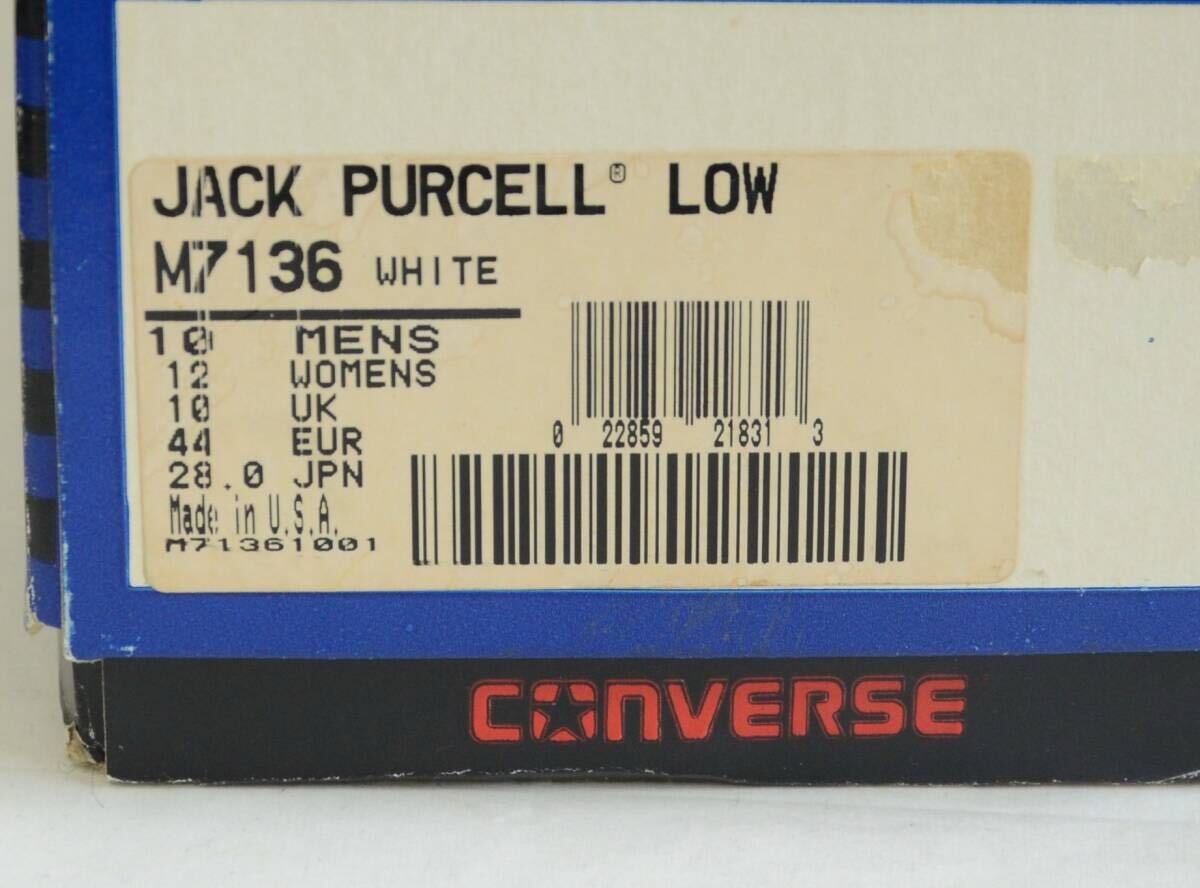 JACK PURCELL® LOW
M7136 WHITE
10 MENS
12 WOMENS
10 UK
44 EUR
28.0 JPN
Made in U.S.A.
M71361001
0 22859 21831 3
CONVERSE